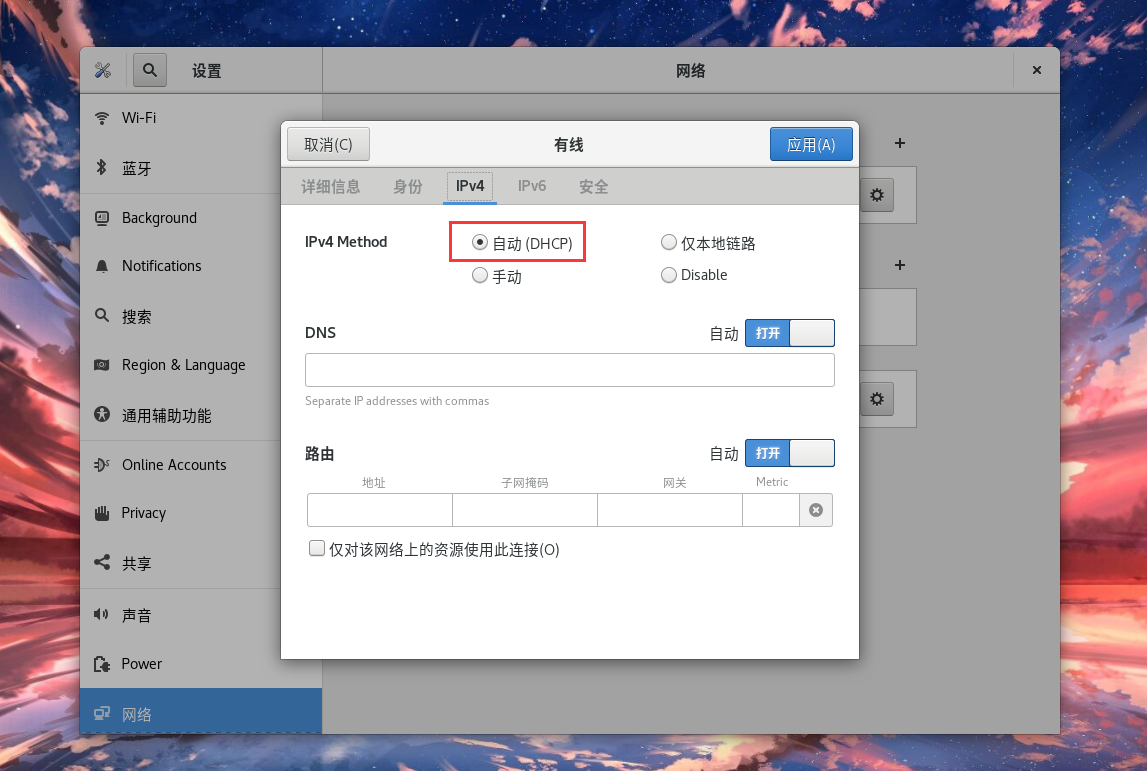 设置
网络
Wi-Fi
蓝牙
Background
Notifications
搜索
Region & Language
通用辅助功能
Online Accounts
Privacy
共享
声音
Power
网络
取消(C)
有线
应用(A)
详细信息 身份 IPv4 IPv6 安全
IPv4 Method
自动 (DHCP)
仅本地链路
手动
Disable
DNS
自动 打开
Separate IP addresses with commas
路由
自动 打开
地址 子网掩码 网关 Metric
仅对该网络上的资源使用此连接(O)